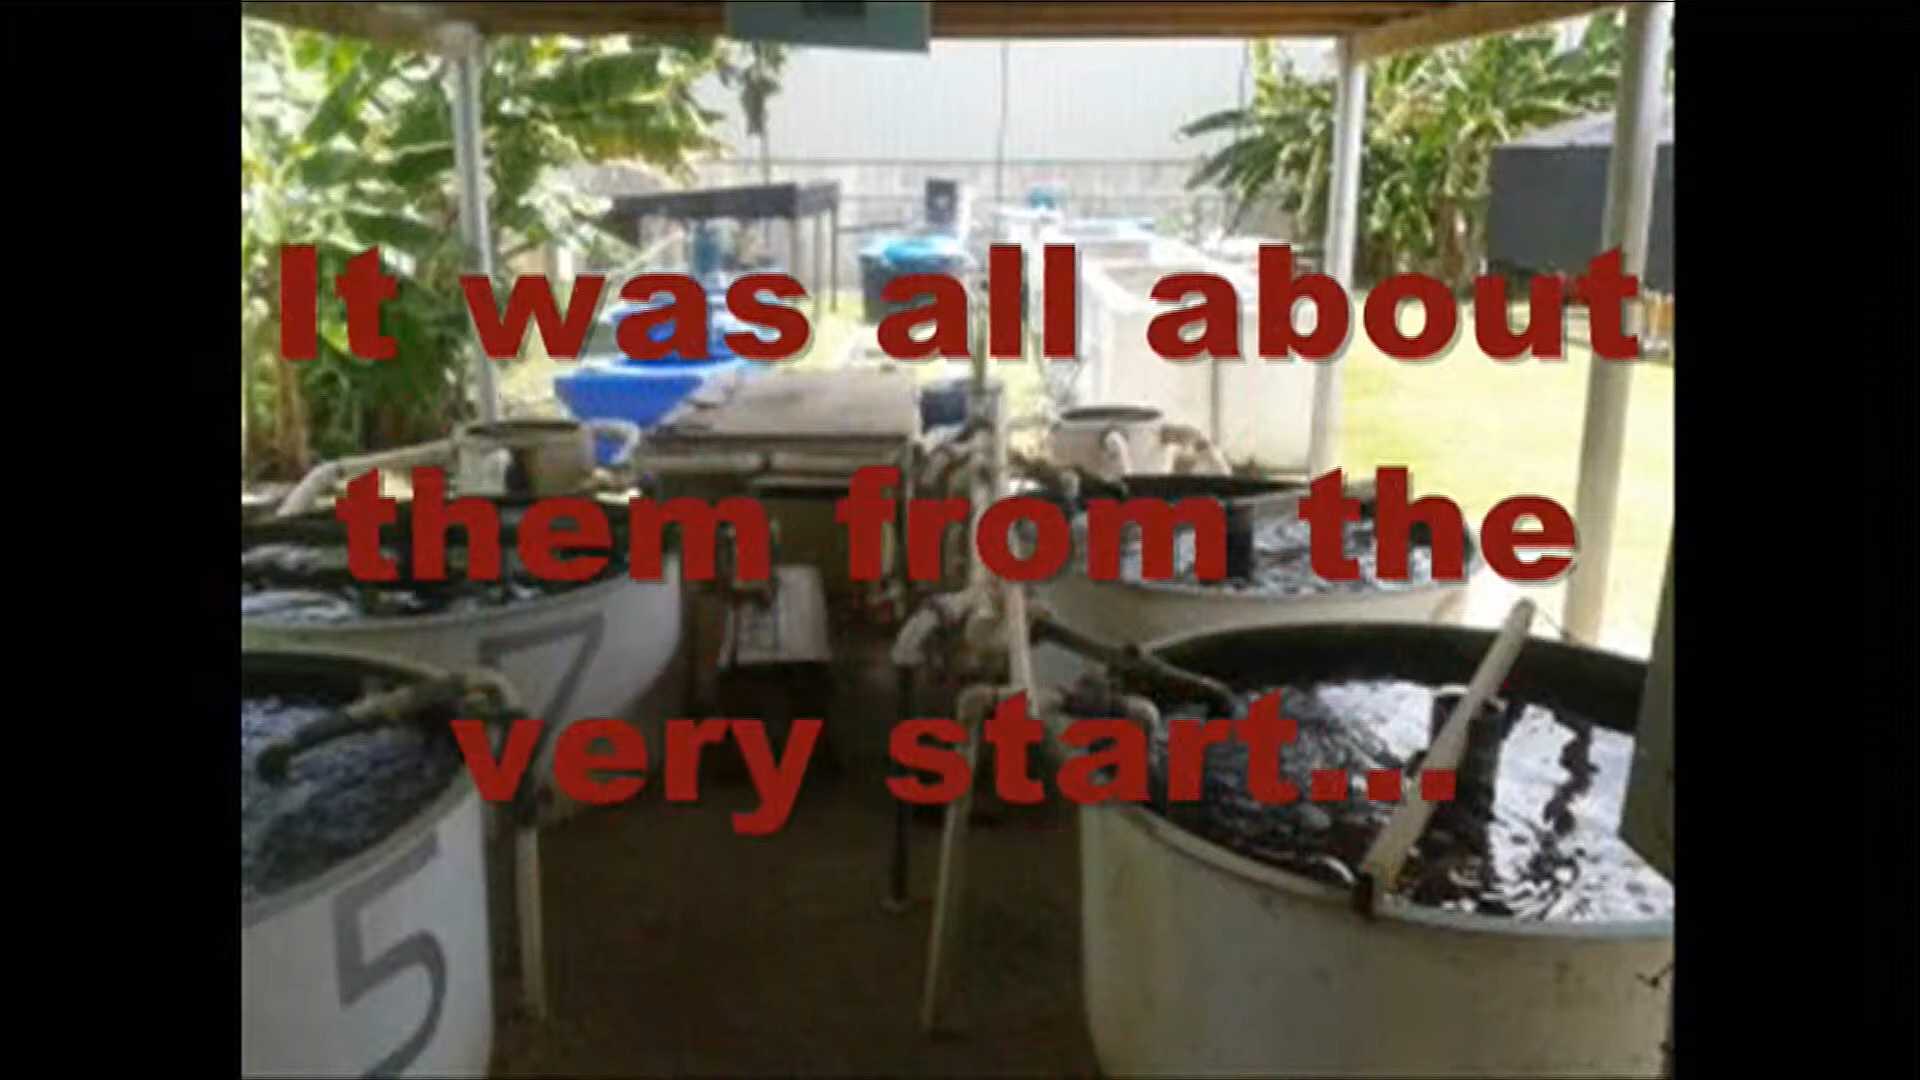 It was all about
them from the
very start...
7
5